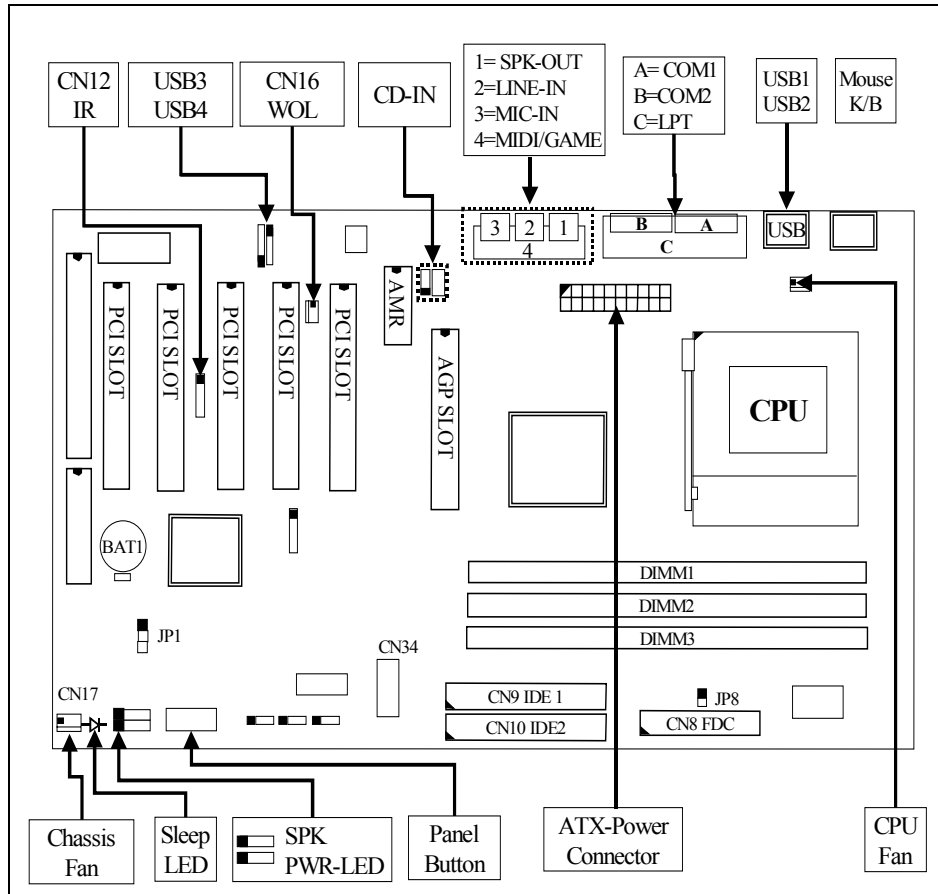 CN12
IR
USB3
USB4
CN16
WOL
CD-IN
1= SPK-OUT
2=LINE-IN
3=MIC-IN
4=MIDI/GAME
A= COM1
B=COM2
C=LPT
USB1
USB2
Mouse
K/B
3 2 1
4
B A
C
USB
PCI SLOT
PCI SLOT
PCI SLOT
PCI SLOT
PCI SLOT
AMR
AGP SLOT
CPU
BAT1
DIMM1
DIMM2
DIMM3
JP1
CN34
CN17
CN9 IDE 1
CN10 IDE2
JP8
CN8 FDC
Chassis
Fan
Sleep
LED
SPK
PWR-LED
Panel
Button
ATX-Power
Connector
CPU
Fan